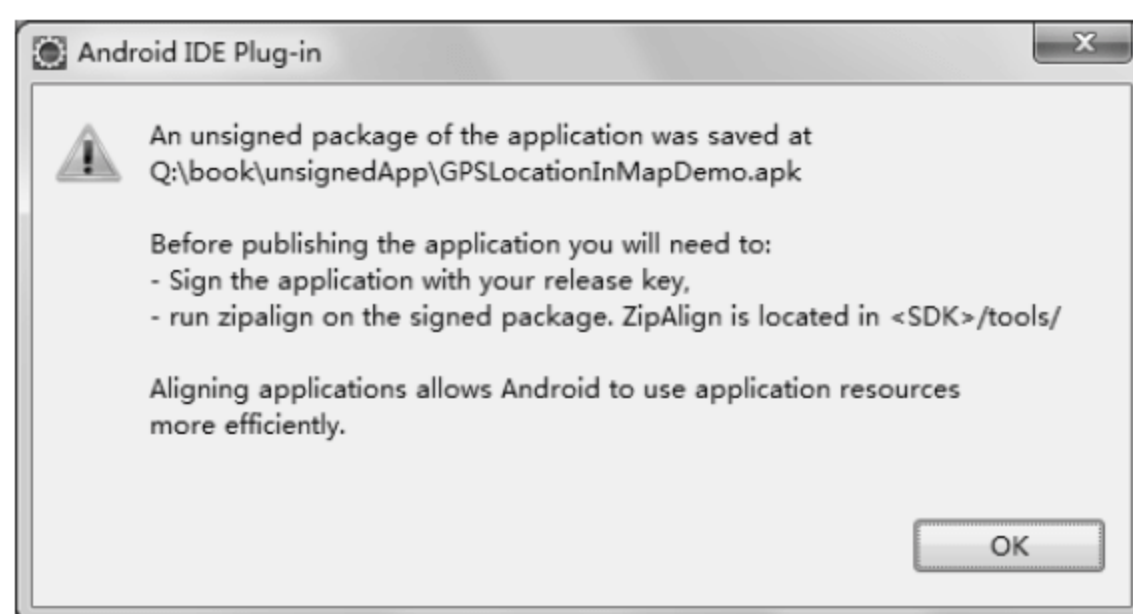 Android IDE Plug-in
An unsigned package of the application was saved at
Q:\book\unsignedApp\GPSLocationInMapDemo.apk
Before publishing the application you will need to:
- Sign the application with your release key,
- run zipalign on the signed package. ZipAlign is located in <SDK>/tools/
Aligning applications allows Android to use application resources
more efficiently.
OK